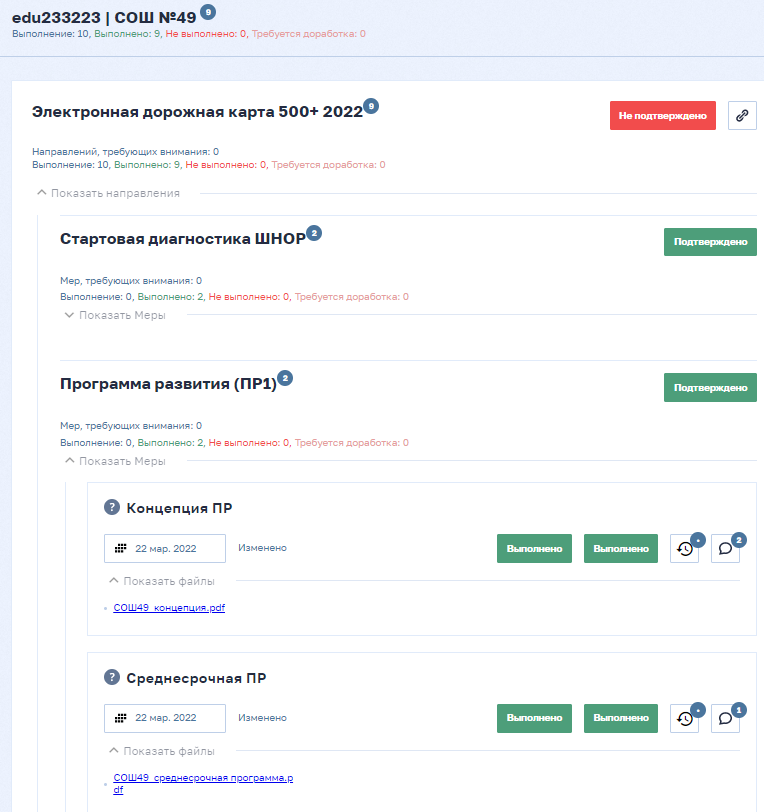 edu233223 | СОШ №49 9
Выполнение: 10, Выполнено: 9, Не выполнено: 0, Требуется доработка: 0
Электронная дорожная карта 500+ 2022 9
Не подтверждено
Направлений, требующих внимания: 0
Выполнение: 10, Выполнено: 9, Не выполнено: 0, Требуется доработка: 0
Показать направления
Стартовая диагностика ШНОР 2
Подтверждено
Мер, требующих внимания: 0
Выполнение: 0, Выполнено: 2, Не выполнено: 0, Требуется доработка: 0
Показать Меры
Программа развития (ПР1) 2
Подтверждено
Мер, требующих внимания: 0
Выполнение: 0, Выполнено: 2, Не выполнено: 0, Требуется доработка: 0
Показать Меры
? Концепция ПР
22 мар. 2022 Изменено Выполнено Выполнено 2
Показать файлы
СОШ49_концепция.pdf
? Среднесрочная ПР
22 мар. 2022 Изменено Выполнено Выполнено 1
Показать файлы
СОШ49_среднесрочная программа.p
df